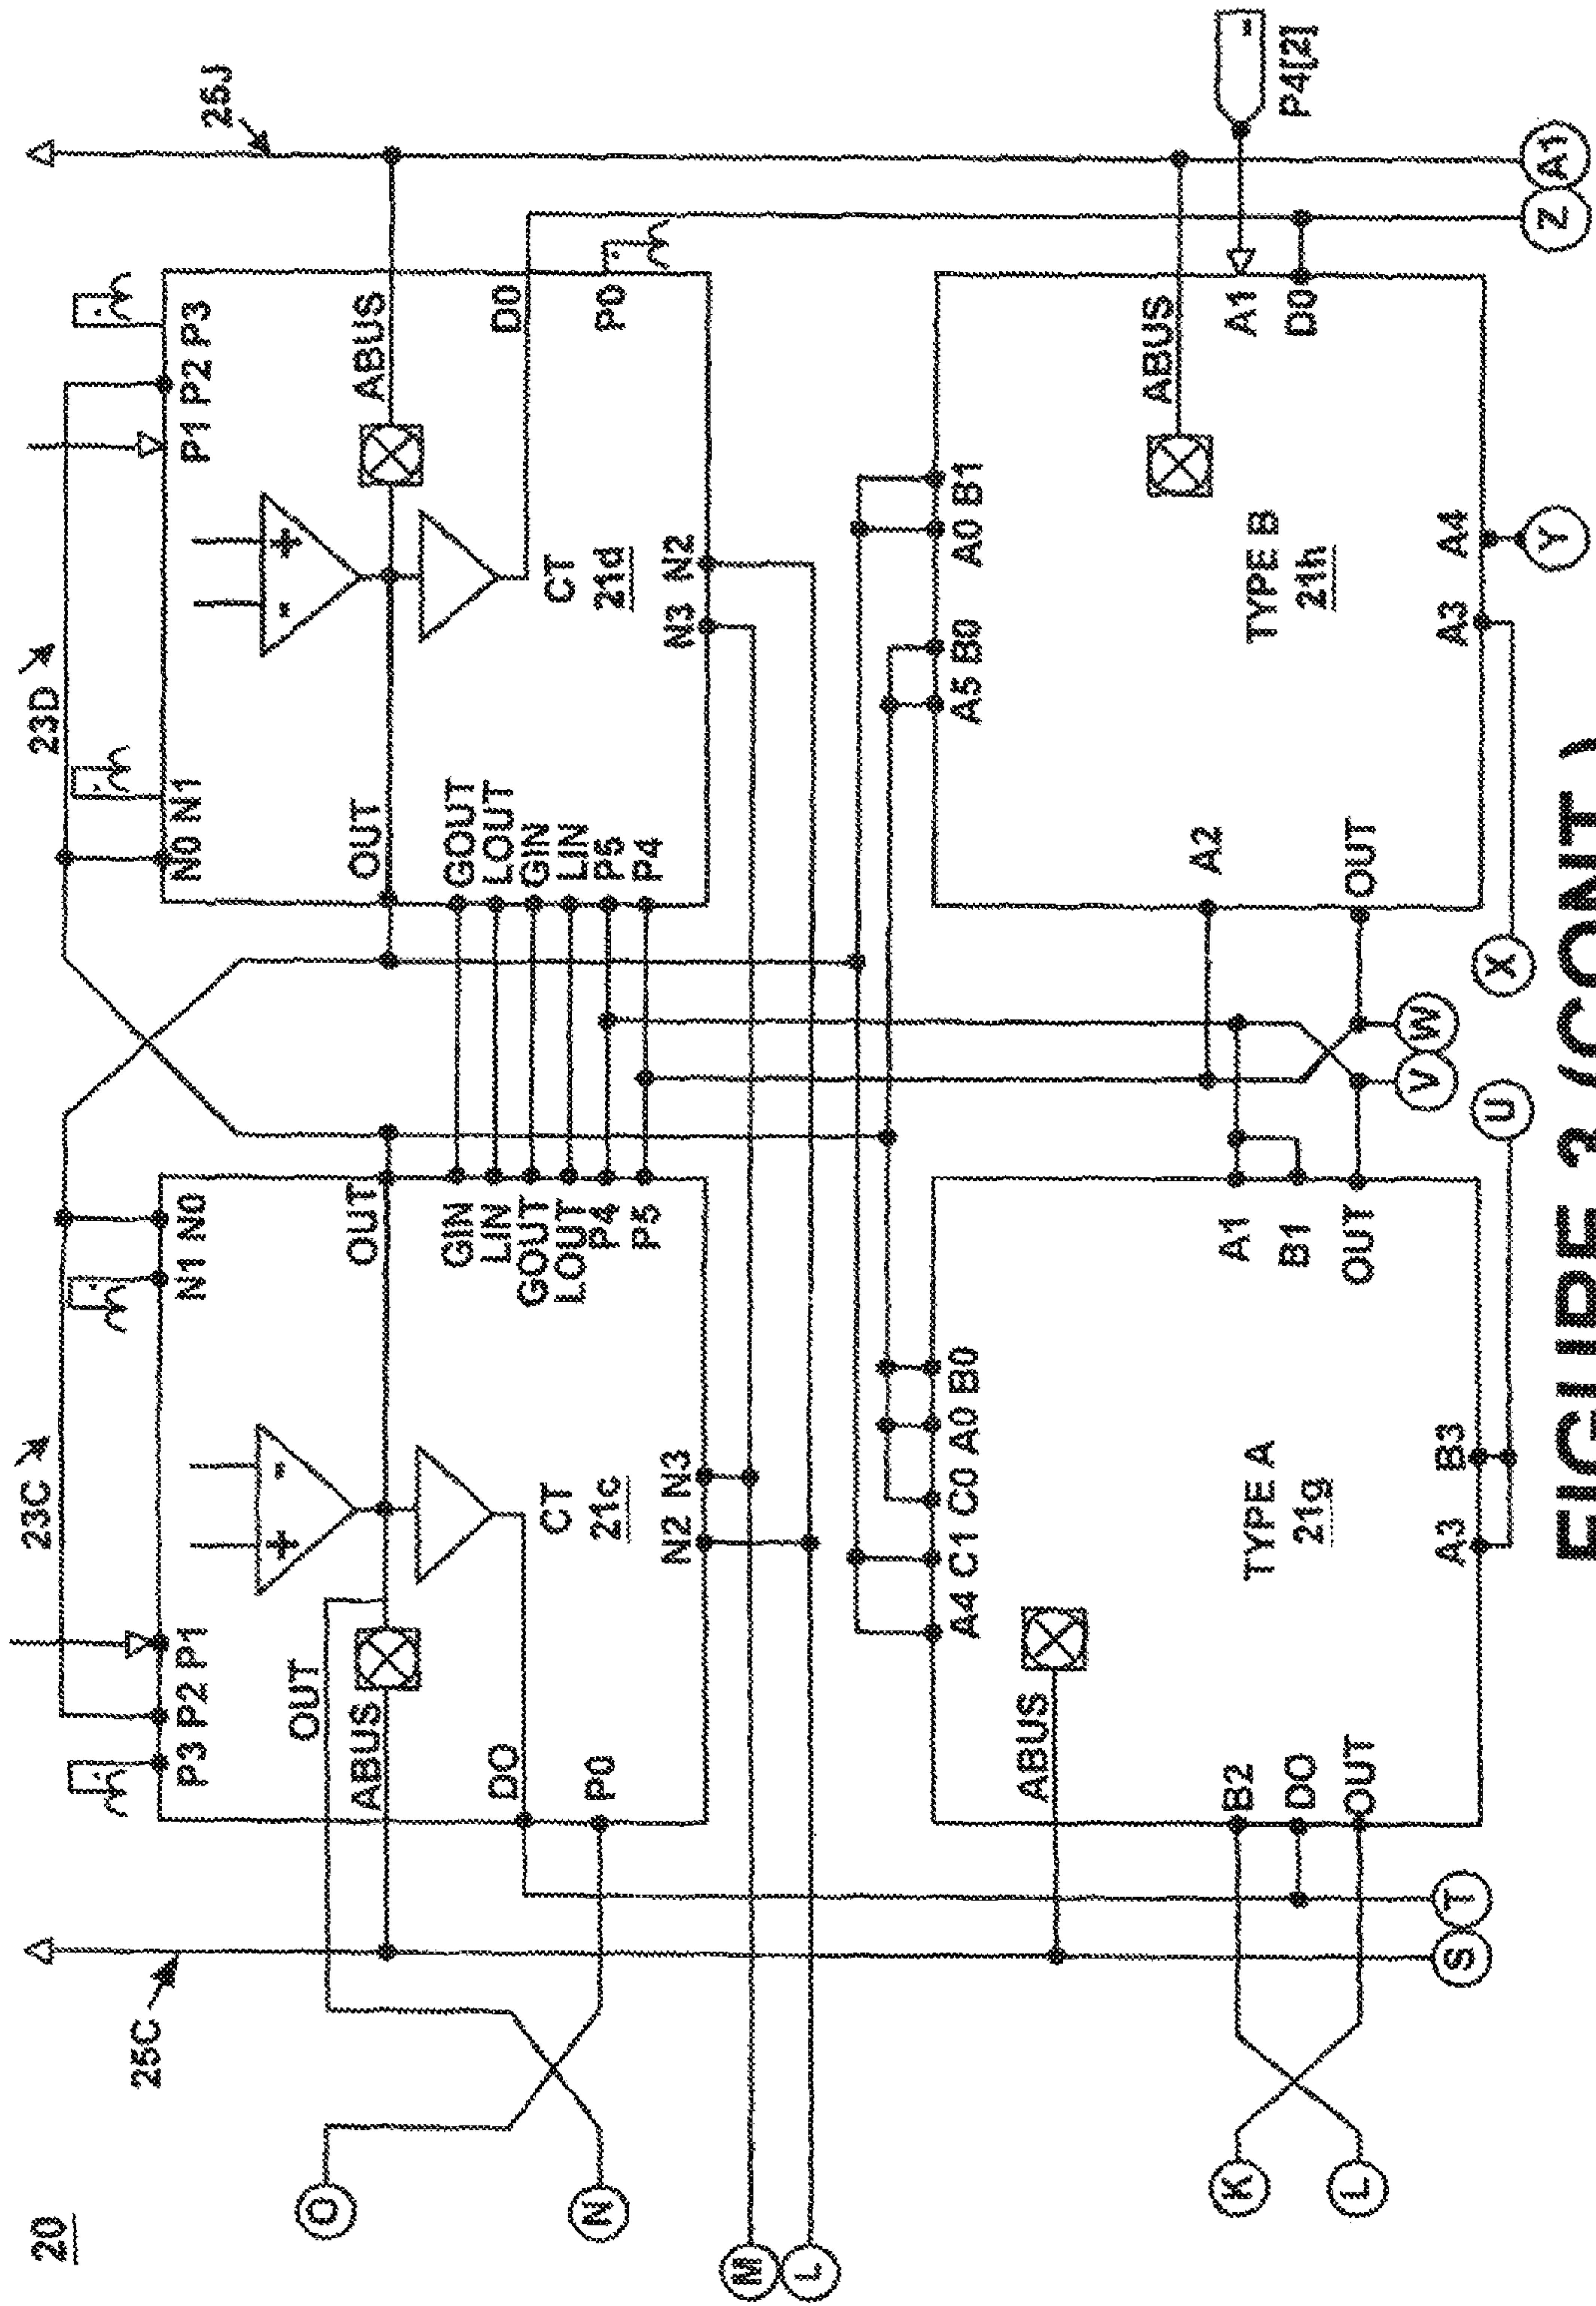 20
25C
23C
23D
25J
P3 P2 P1
N1 N0
N0 N1
P1 P2 P3
+
-
-
+
OUT
OUT
OUT
ABUS
ABUS
DO
GIN
GOUT
D0
LIN
LOUT
GOUT
GIN
LOUT
LIN
P0
P4
P5
P0
P5
P4
CT
21c
CT
21d
N2 N3
N3 N2
O
N
M
L
A4 C1 C0 A0 B0
A5 B0
A0 B1
ABUS
ABUS
B2
A1
A2
A1
DO
B1
D0
OUT
OUT
OUT
TYPE A
21g
TYPE B
21h
A3
B3
A3
A4
P4[2]
-
K
L
S
T
U
V
W
X
Y
Z
A1
FIGURE 3 (CONT)